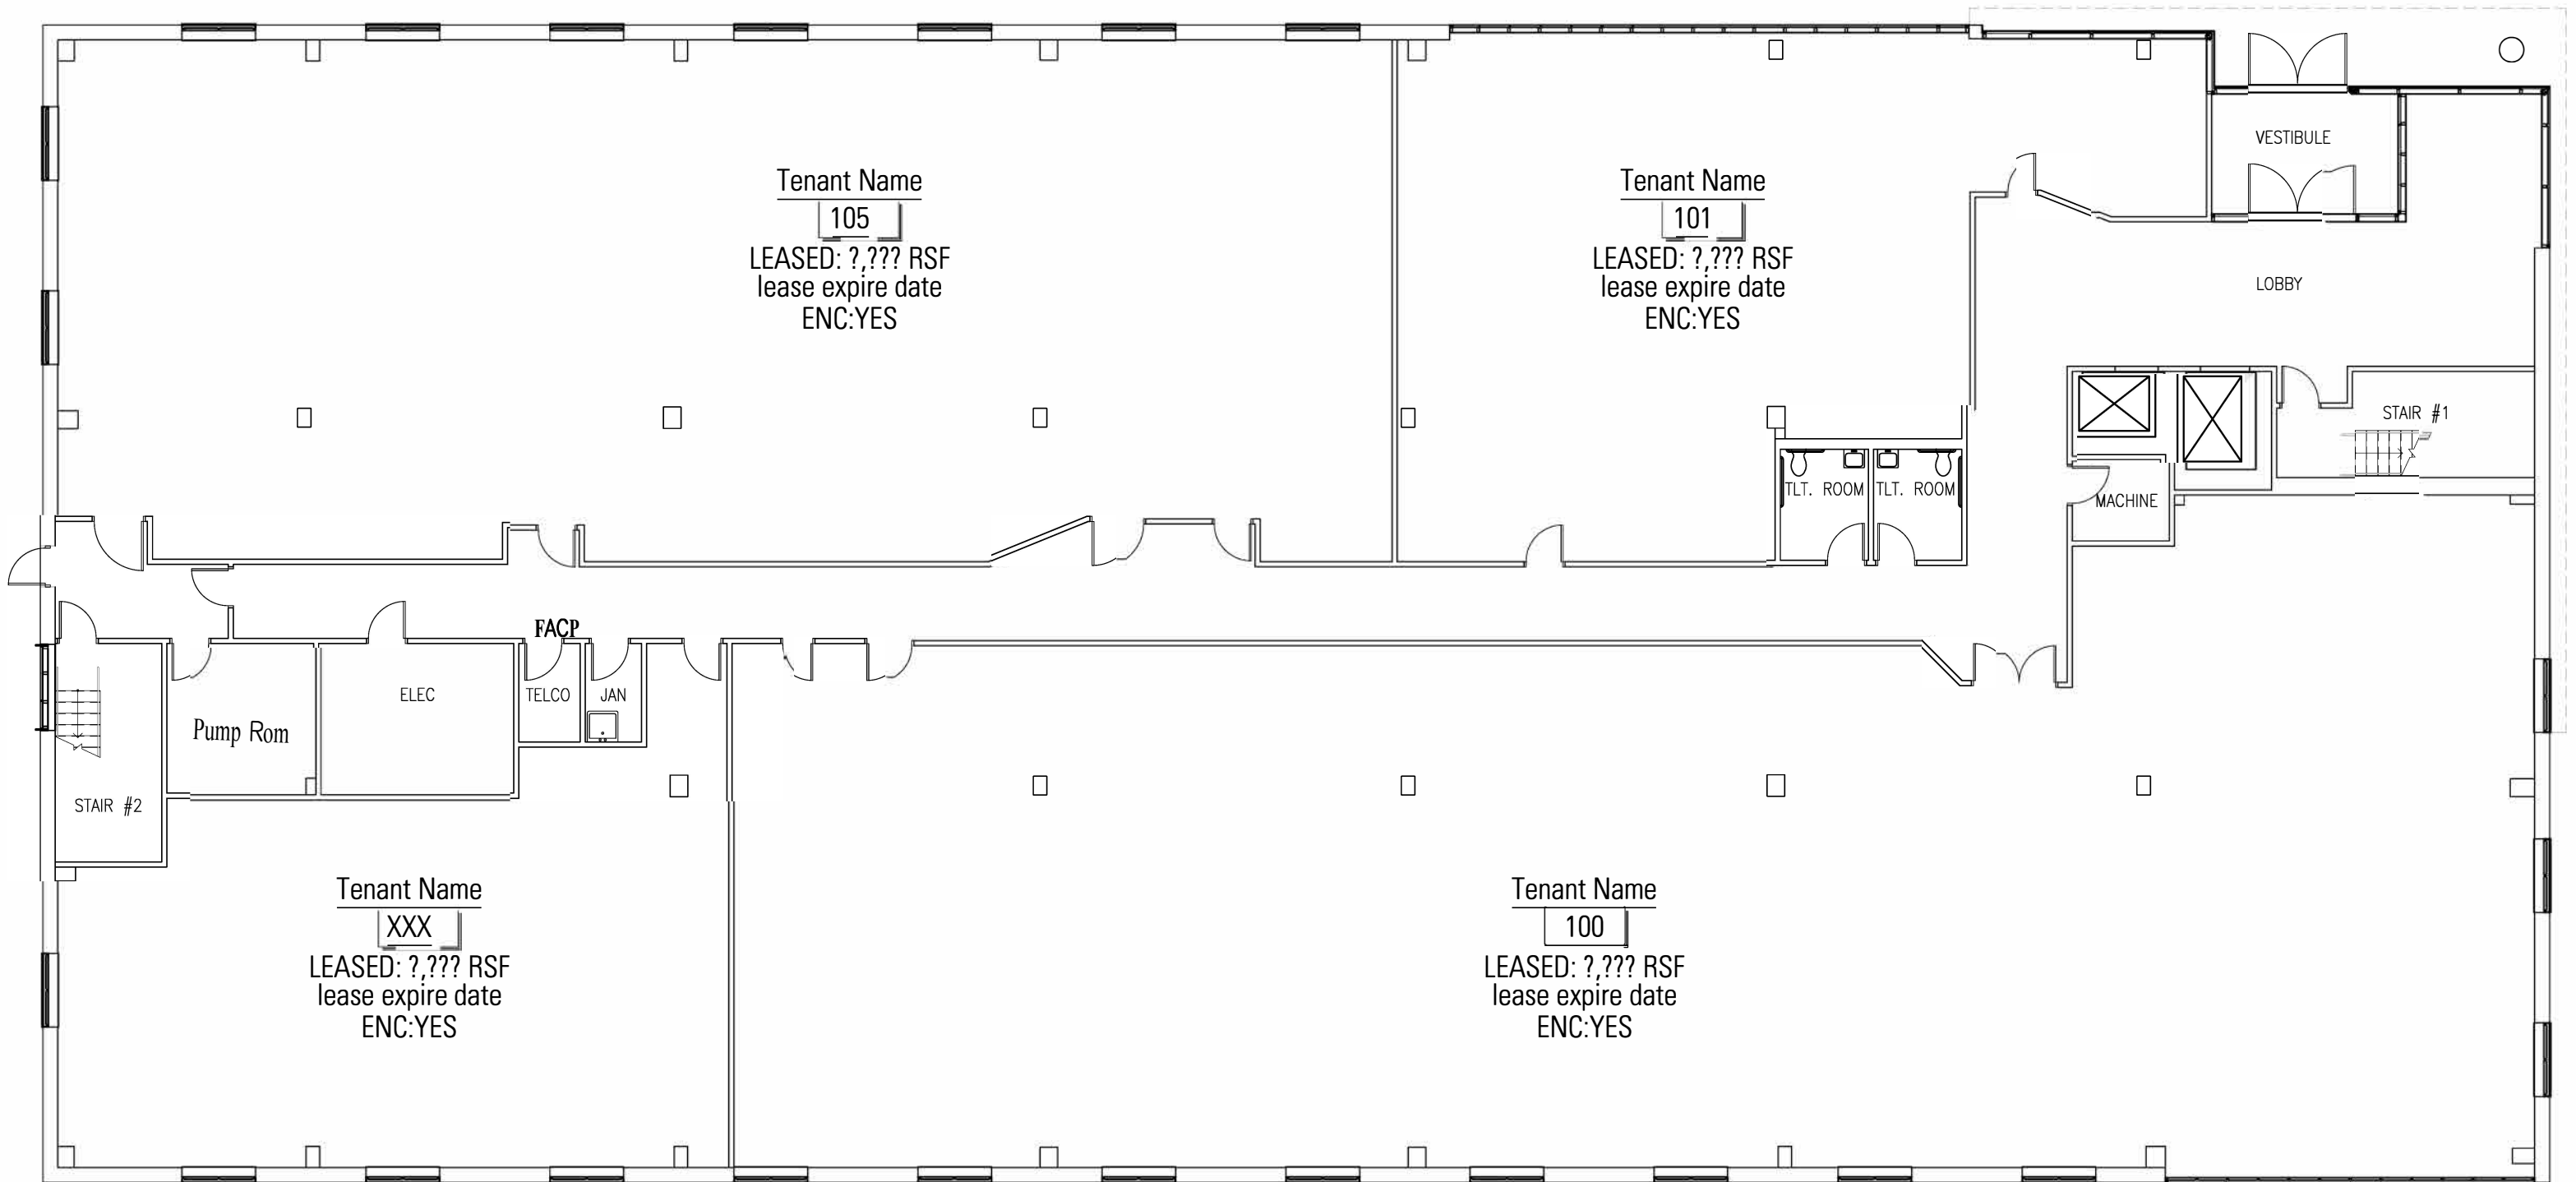 Tenant Name
105
LEASED: ?,??? RSF
lease expire date
ENC:YES
Tenant Name
101
LEASED: ?,??? RSF
lease expire date
ENC:YES
VESTIBULE
LOBBY
STAIR #1
TLT. ROOM
TLT. ROOM
MACHINE
FACP
TELCO
JAN
ELEC
Pump Rom
STAIR #2
Tenant Name
XXX
LEASED: ?,??? RSF
lease expire date
ENC:YES
Tenant Name
100
LEASED: ?,??? RSF
lease expire date
ENC:YES